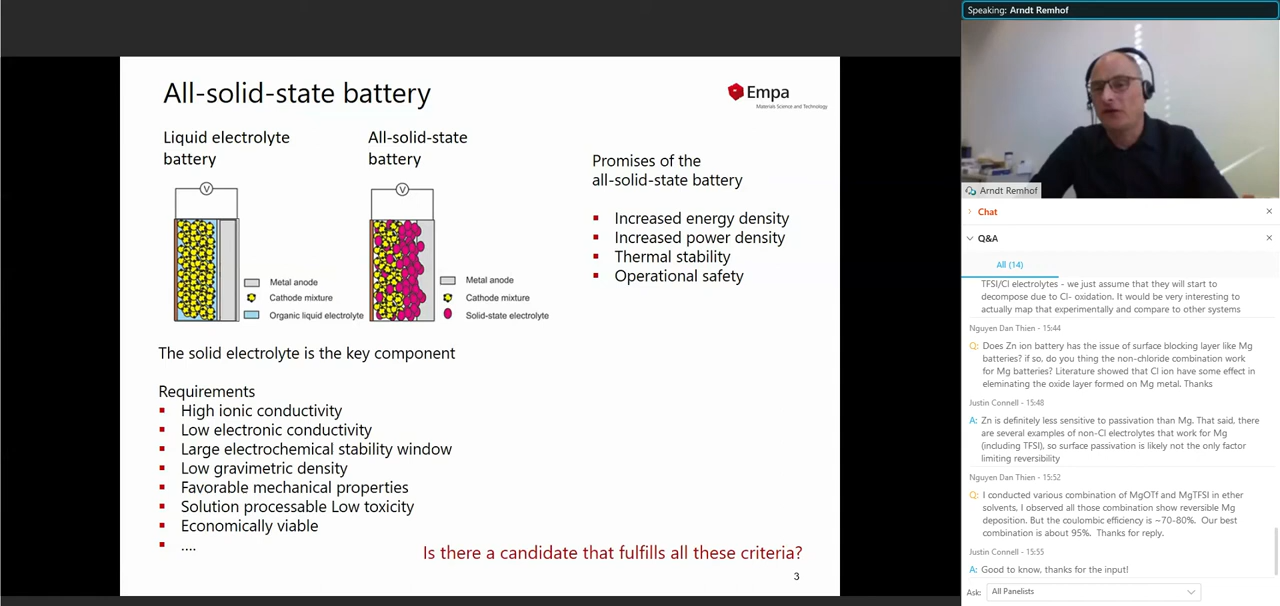 All-solid-state battery
Empa
Materials Science and Technology
Liquid electrolyte
battery
All-solid-state
battery
V
V
Metal anode
Cathode mixture
Organic liquid electrolyte
Metal anode
Cathode mixture
Solid-state electrolyte
Promises of the
all-solid-state battery
Increased energy density
Increased power density
Thermal stability
Operational safety
The solid electrolyte is the key component
Requirements
High ionic conductivity
Low electronic conductivity
Large electrochemical stability window
Low gravimetric density
Favorable mechanical properties
Solution processable Low toxicity
Economically viable
....
Is there a candidate that fulfills all these criteria?
3
Speaking: Arndt Remhof
Arndt Remhof
Chat
Q&A
All (14)
TFSI/Cl electrolytes - we just assume that they will start to
decompose due to Cl- oxidation. It would be very interesting to
actually map that experimentally and compare to other systems
Nguyen Dan Thien - 15:44
Q: Does Zn ion battery has the issue of surface blocking layer like Mg
batteries? if so, do you thing the non-chloride combination work
for Mg batteries? Literature showed that Cl ion have some effect in
eleminating the oxide layer formed on Mg metal. Thanks
Justin Connell - 15:48
A: Zn is definitely less sensitive to passivation than Mg. That said, there
are several examples of non-Cl electrolytes that work for Mg
(including TFSI), so surface passivation is likely not the only factor
limiting reversibility
Nguyen Dan Thien - 15:52
Q: I conducted various combination of MgOTf and MgTFSI in ether
solvents, I observed all those combination show reversible Mg
deposition. But the coulombic efficiency is ~70-80%. Our best
combination is about 95%. Thanks for reply.
Justin Connell - 15:55
A: Good to know, thanks for the input!
Ask: All Panelists